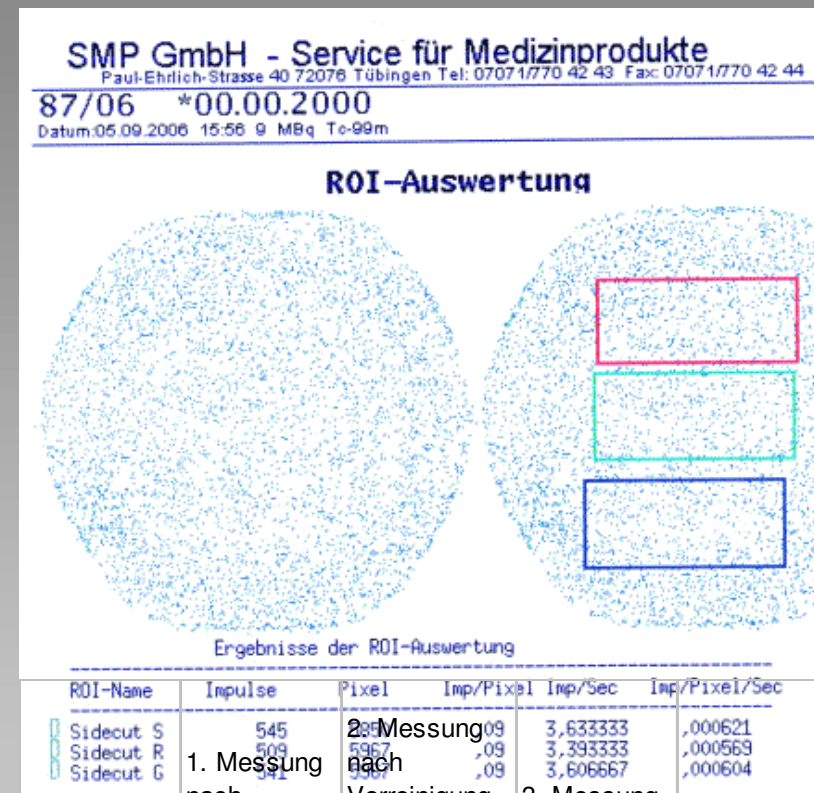 SMP GmbH - Service für Medizinprodukte
Paul-Ehrlich-Strasse 40 72076 Tübingen Tel: 07071/770 42 43 Fax: 07071/770 42 44
87/06 *00.00.2000
Datum:05.09.2006 15:56 9 MBq Tc-99m
ROI-Auswertung
Ergebnisse der ROI-Auswertung
ROI-Name Impulse Pixel Imp/Pixel Imp/Sec Imp/Pixel/Sec
Sidecut S 545 ,09 3,633333 ,000621
Sidecut R 509 5967 ,09 3,393333 ,000569
Sidecut G 541 ,09 3,606667 ,000604
1. Messung
2. Messung
nach